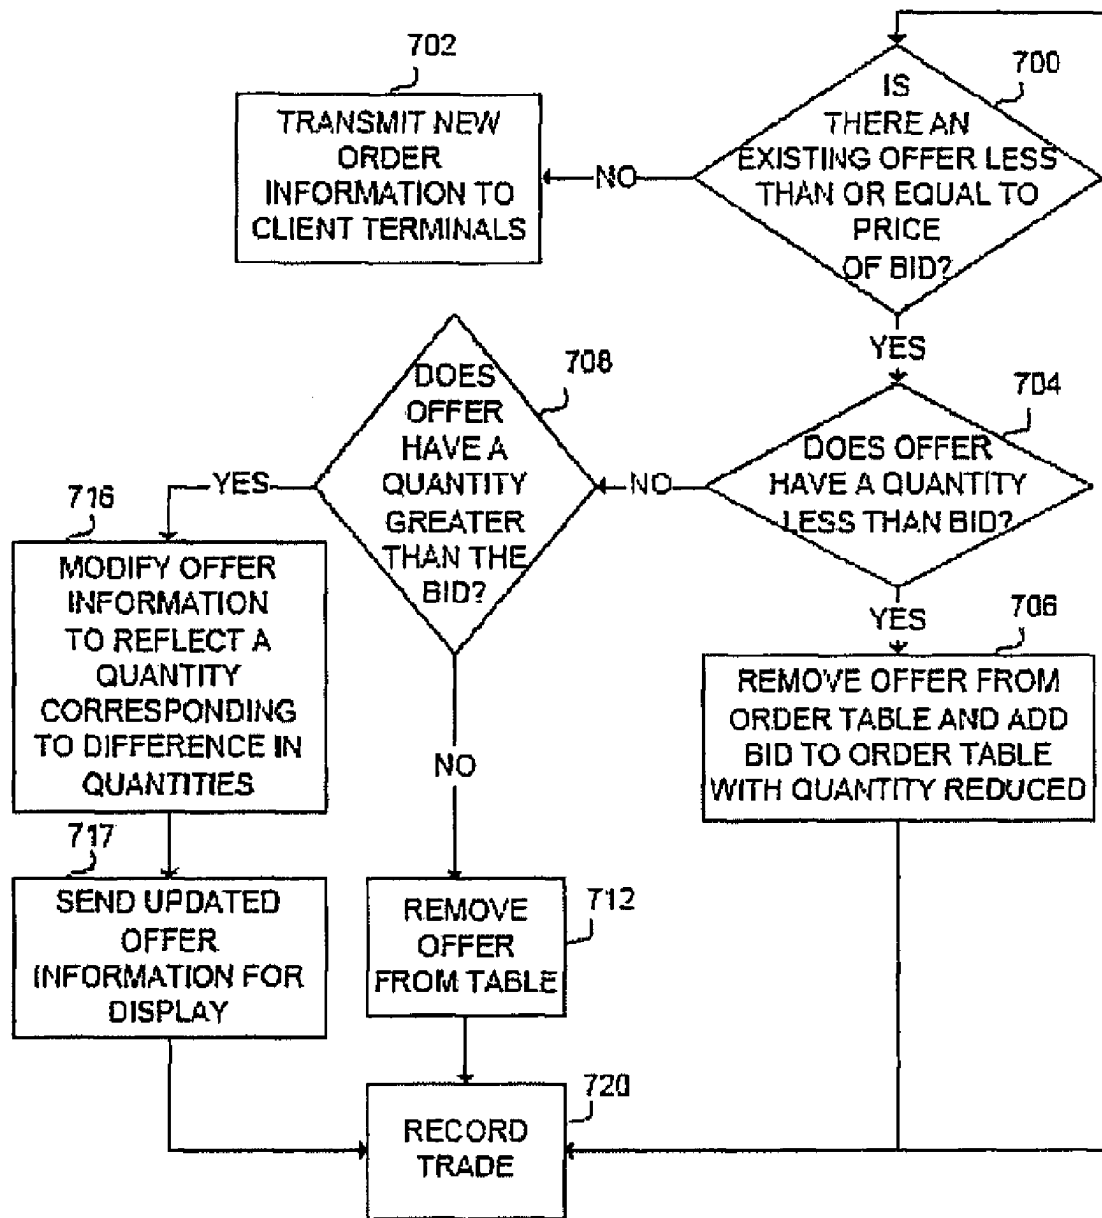 702
TRANSMIT NEW
ORDER
INFORMATION TO
CLIENT TERMINALS
NO
700
IS
THERE AN
EXISTING OFFER LESS
THAN OR EQUAL TO
PRICE
OF BID?
YES
704
DOES OFFER
HAVE A QUANTITY
LESS THAN BID?
NO
708
DOES
OFFER
HAVE A
QUANTITY
GREATER
THAN THE
BID?
YES
716
MODIFY OFFER
INFORMATION
TO REFLECT A
QUANTITY
CORRESPONDING
TO DIFFERENCE IN
QUANTITIES
YES
706
REMOVE OFFER FROM
ORDER TABLE AND ADD
BID TO ORDER TABLE
WITH QUANTITY REDUCED
NO
717
SEND UPDATED
OFFER
INFORMATION FOR
DISPLAY
712
REMOVE
OFFER
FROM TABLE
720
RECORD
TRADE